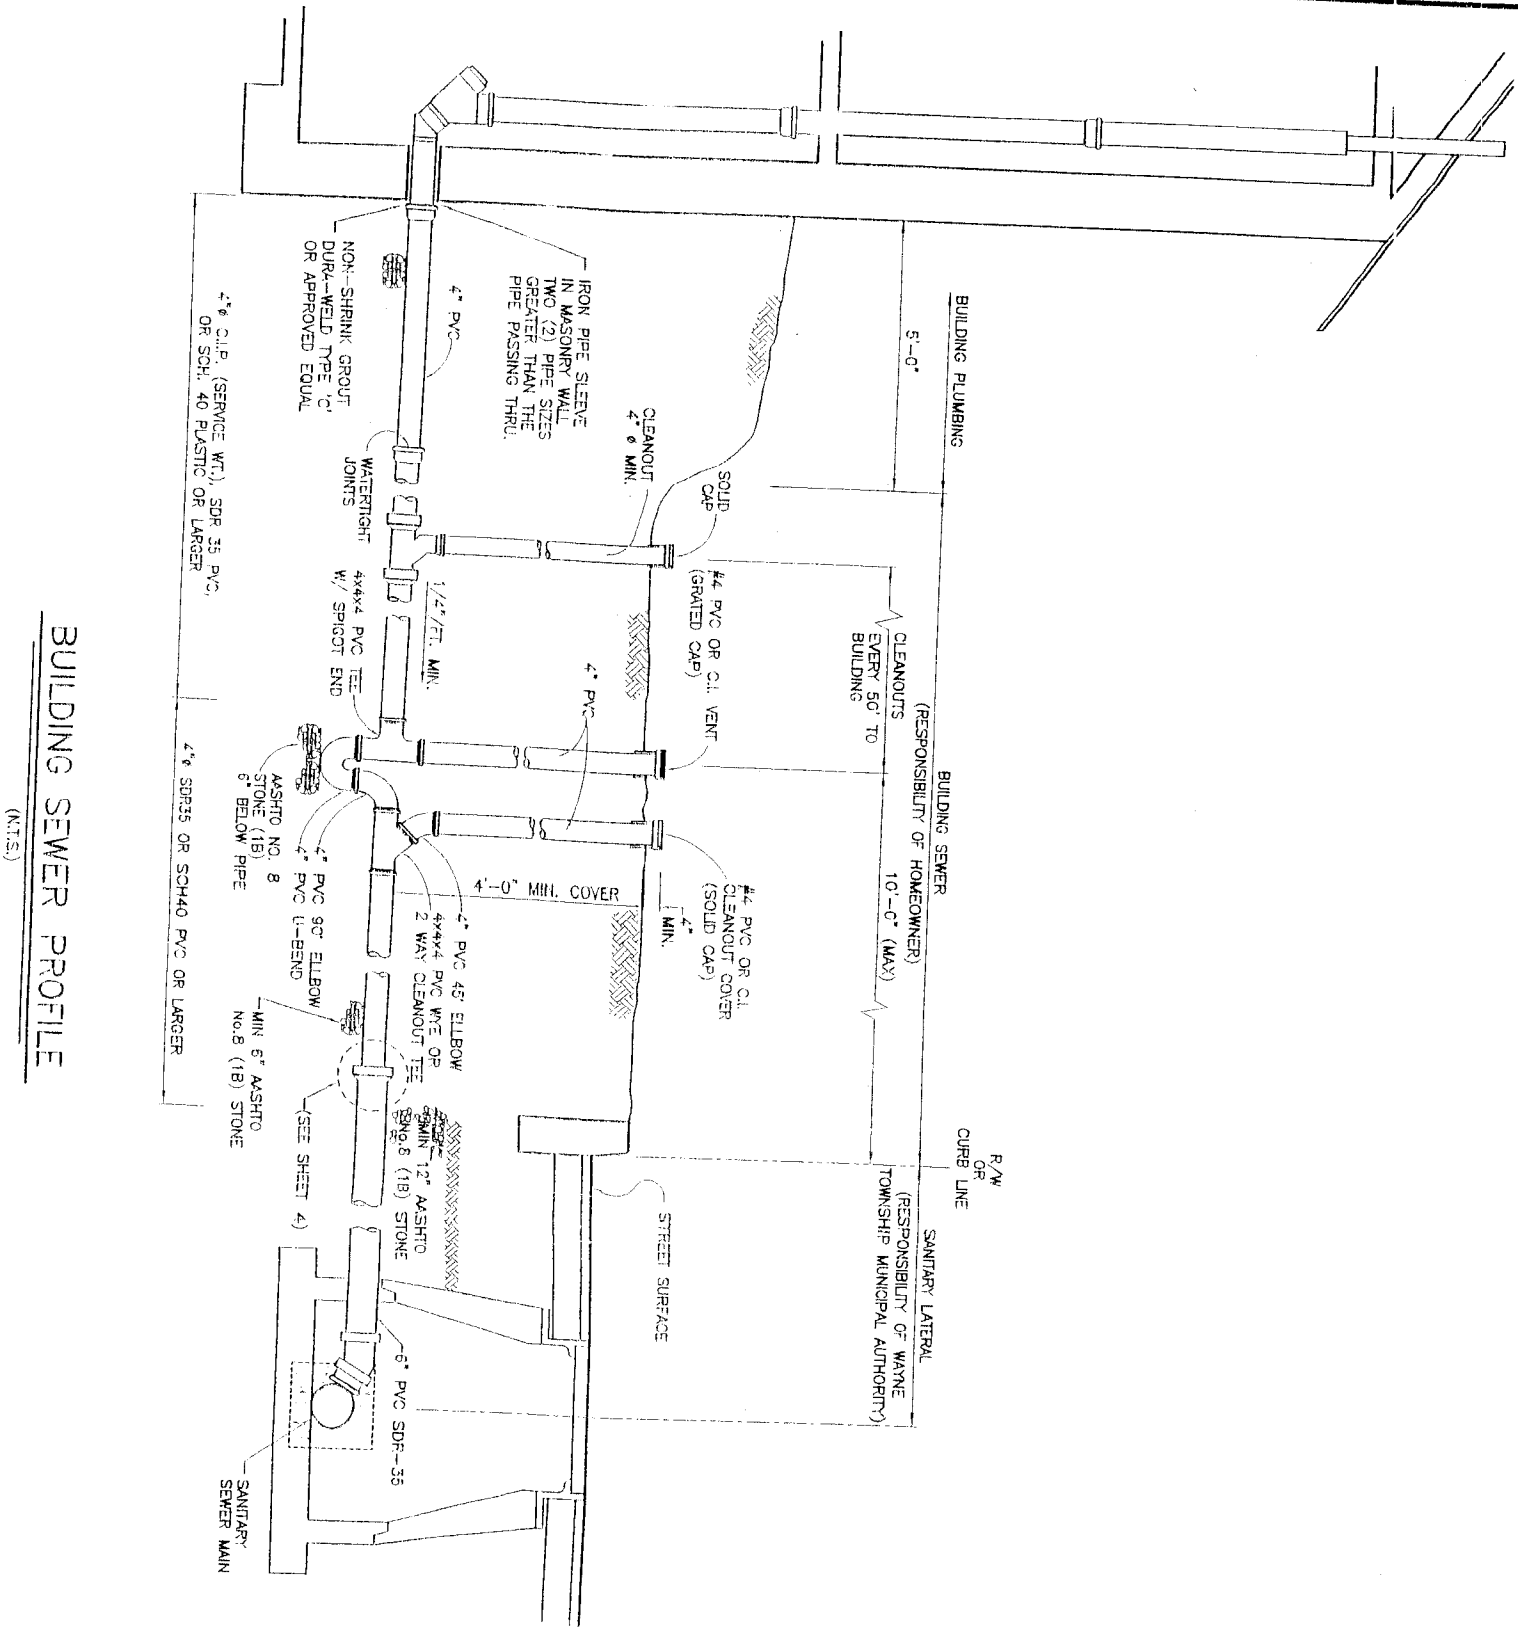 BUILDING PLUMBING
5'-0"
BUILDING SEWER
(RESPONSIBILITY OF HOMEOWNER)
CLEANOUTS
EVERY 50' TO
BUILDING
10'-0" (MAX)
R/W
OR
CURB LINE
SANITARY LATERAL
(RESPONSIBILITY OF WAYNE
TOWNSHIP MUNICIPAL AUTHORITY)
SOLID
CAP
CLEANOUT
4" ø MIN.
#4 PVC OR C.I. VENT
(GRATED CAP)
#4 PVC OR C.I.
CLEANOUT COVER
(SOLID CAP)
4"
MIN.
STREET SURFACE
IRON PIPE SLEEVE
IN MASONRY WALL
TWO (2) PIPE SIZES
GREATER THAN THE
PIPE PASSING THRU.
4" PVC
4" PVC
4'-0" MIN. COVER
NON-SHRINK GROUT
DURA-WELD TYPE 'C'
OR APPROVED EQUAL
WATERTIGHT
JOINTS
1/4"/FT. MIN.
4x4x4 PVC TEE
W/ SPIGOT END
4" PVC 45° ELLBOW
4x4x4 PVC WYE OR
2 WAY CLEANOUT TEE
MIN 12" AASHTO
No.8 (1B) STONE
6" PVC SDR-35
4" PVC 90° ELLBOW
4" PVC U-BEND
AASHTO NO. 8
STONE (1B)
6" BELOW PIPE
MIN 6" AASHTO
No.8 (1B) STONE
(SEE SHEET 4)
SANITARY
SEWER MAIN
4"ø C.I.P. (SERVICE WT.), SDR 35 PVC,
OR SCH. 40 PLASTIC OR LARGER
4"ø SDR35 OR SCH40 PVC OR LARGER
BUILDING SEWER PROFILE
(N.T.S.)